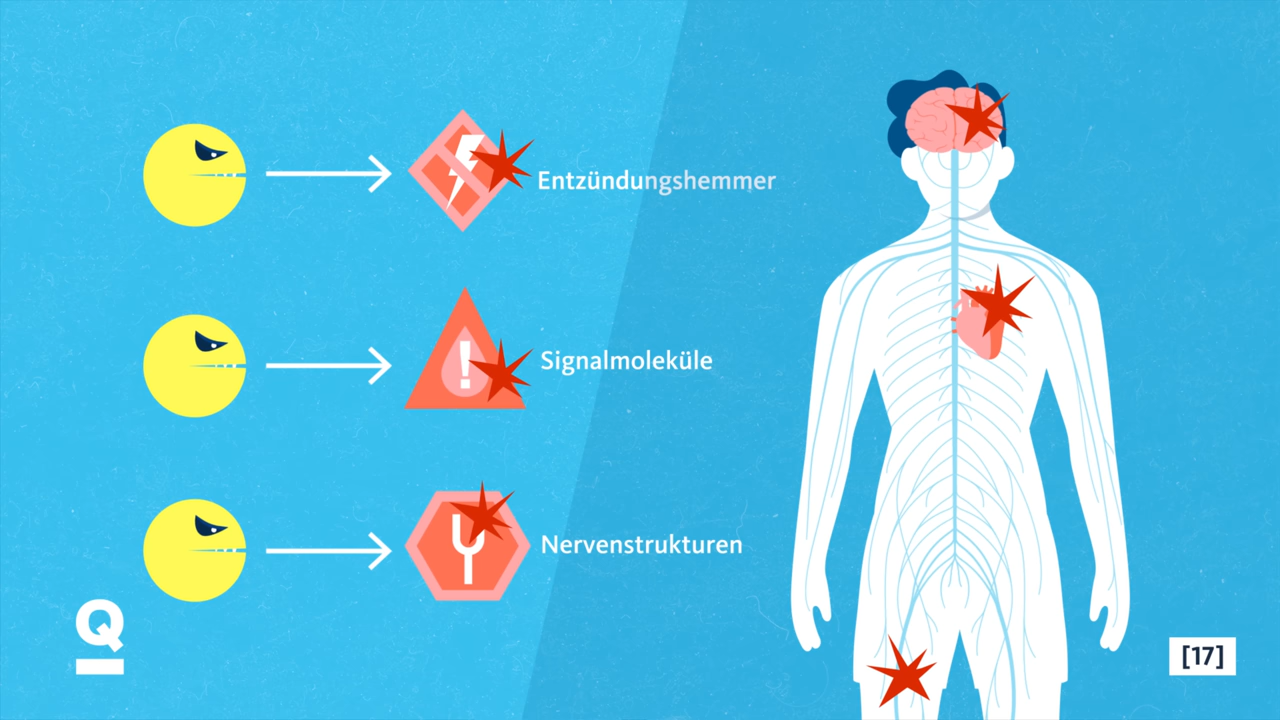 Entzündungshemmer
!
Signalmoleküle
Nervenstrukturen
Q
[17]